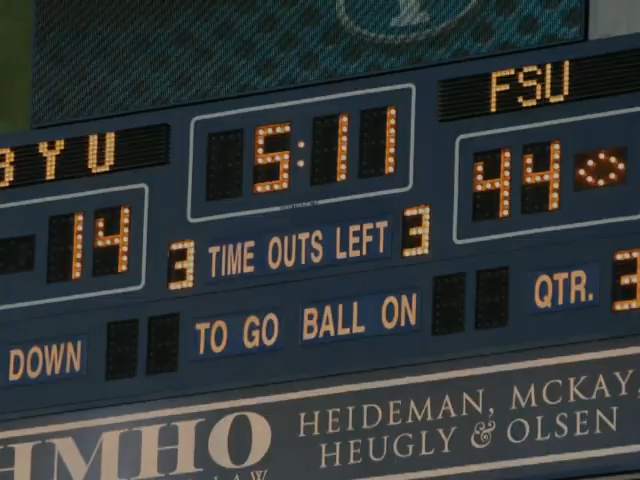 FSU
BYU
5:11
14
44
3 TIME OUTS LEFT 3
DOWN
TO GO
BALL ON
QTR. 3
HMHO
LAW
HEIDEMAN, MCKAY,
HEUGLY & OLSEN